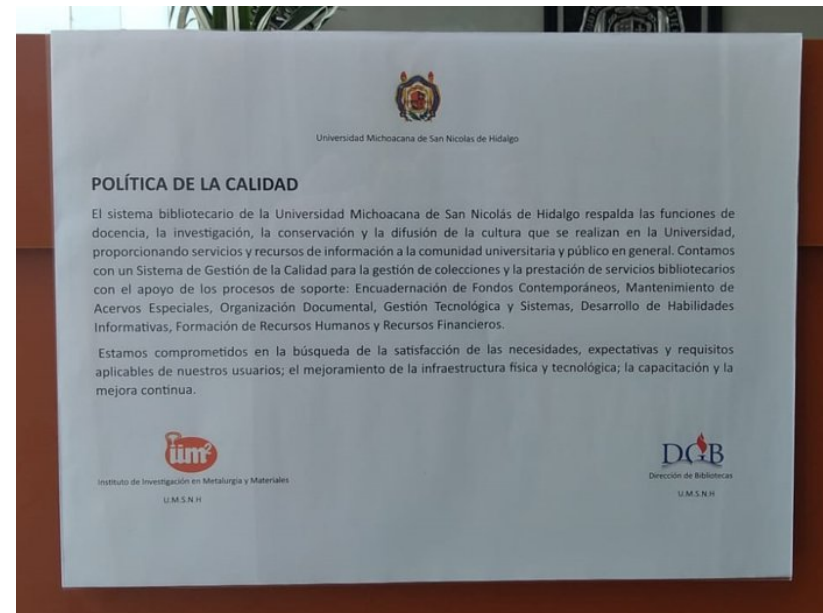 Universidad Michoacana de San Nicolas de Hidalgo
POLÍTICA DE LA CALIDAD
El sistema bibliotecario de la Universidad Michoacana de San Nicolás de Hidalgo respalda las funciones de
docencia, la investigación, la conservación y la difusión de la cultura que se realizan en la Universidad,
proporcionando servicios y recursos de información a la comunidad universitaria y público en general. Contamos
con un Sistema de Gestión de la Calidad para la gestión de colecciones y la prestación de servicios bibliotecarios
con el apoyo de los procesos de soporte: Encuadernación de Fondos Contemporáneos, Mantenimiento de
Acervos Especiales, Organización Documental, Gestión Tecnológica y Sistemas, Desarrollo de Habilidades
Informativas, Formación de Recursos Humanos y Recursos Financieros.
Estamos comprometidos en la búsqueda de la satisfacción de las necesidades, expectativas y requisitos
aplicables de nuestros usuarios; el mejoramiento de la infraestructura física y tecnológica; la capacitación y la
mejora continua.
iim²
Instituto de Investigación en Metalurgia y Materiales
U.M.S.N.H
DGB
Dirección de Bibliotecas
U.M.S.N.H